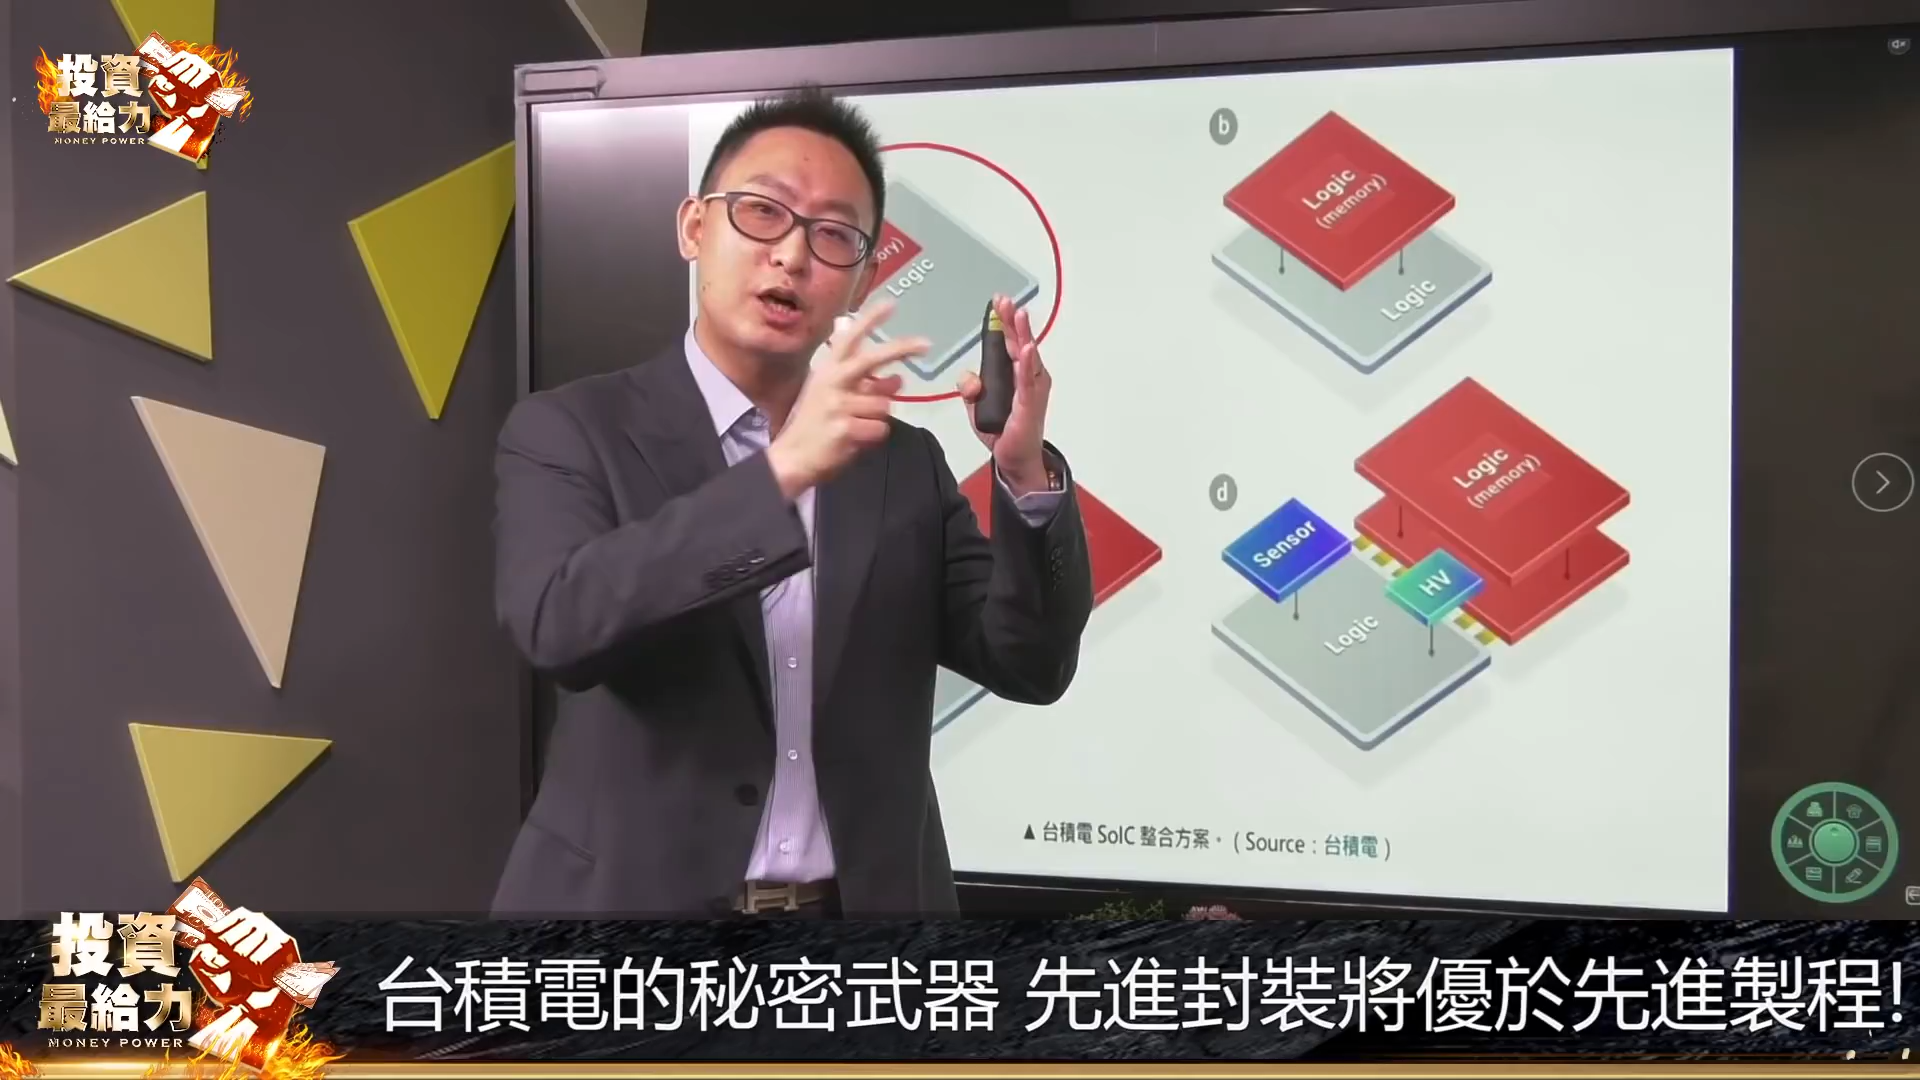 投資
最給力
MONEY POWER
b
Logic
(memory)
Logic
ory)
Logic
d
Logic
(memory)
Sensor
HV
Logic
▲ 台積電 SoIC 整合方案。(Source：台積電)
投資
最給力
MONEY POWER
台積電的秘密武器 先進封裝將優於先進製程!